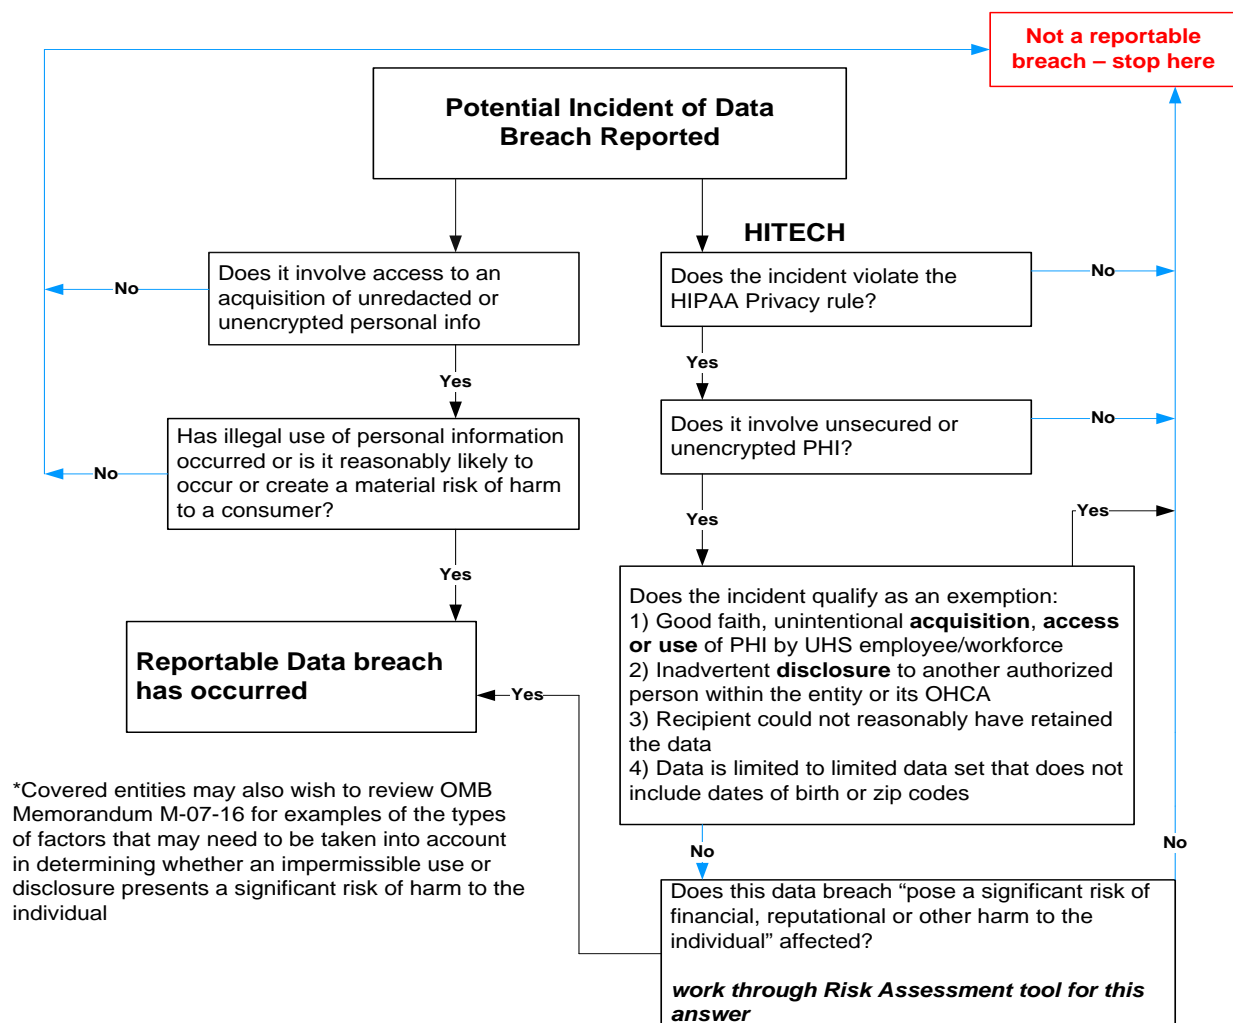 Not a reportable
breach – stop here
Potential Incident of Data
Breach Reported
HITECH
Does it involve access to an
acquisition of unredacted or
unencrypted personal info
No
Yes
Has illegal use of personal information
occurred or is it reasonably likely to
occur or create a material risk of harm
to a consumer?
No
Yes
Reportable Data breach
has occurred
Does the incident violate the
HIPAA Privacy rule?
No
Yes
Does it involve unsecured or
unencrypted PHI?
No
Yes
Does the incident qualify as an exemption:
1) Good faith, unintentional acquisition, access
or use of PHI by UHS employee/workforce
2) Inadvertent disclosure to another authorized
person within the entity or its OHCA
3) Recipient could not reasonably have retained
the data
4) Data is limited to limited data set that does not
include dates of birth or zip codes
Yes
No
Does this data breach “pose a significant risk of
financial, reputational or other harm to the
individual” affected?
work through Risk Assessment tool for this
answer
Yes
No
*Covered entities may also wish to review OMB
Memorandum M-07-16 for examples of the types
of factors that may need to be taken into account
in determining whether an impermissible use or
disclosure presents a significant risk of harm to the
individual